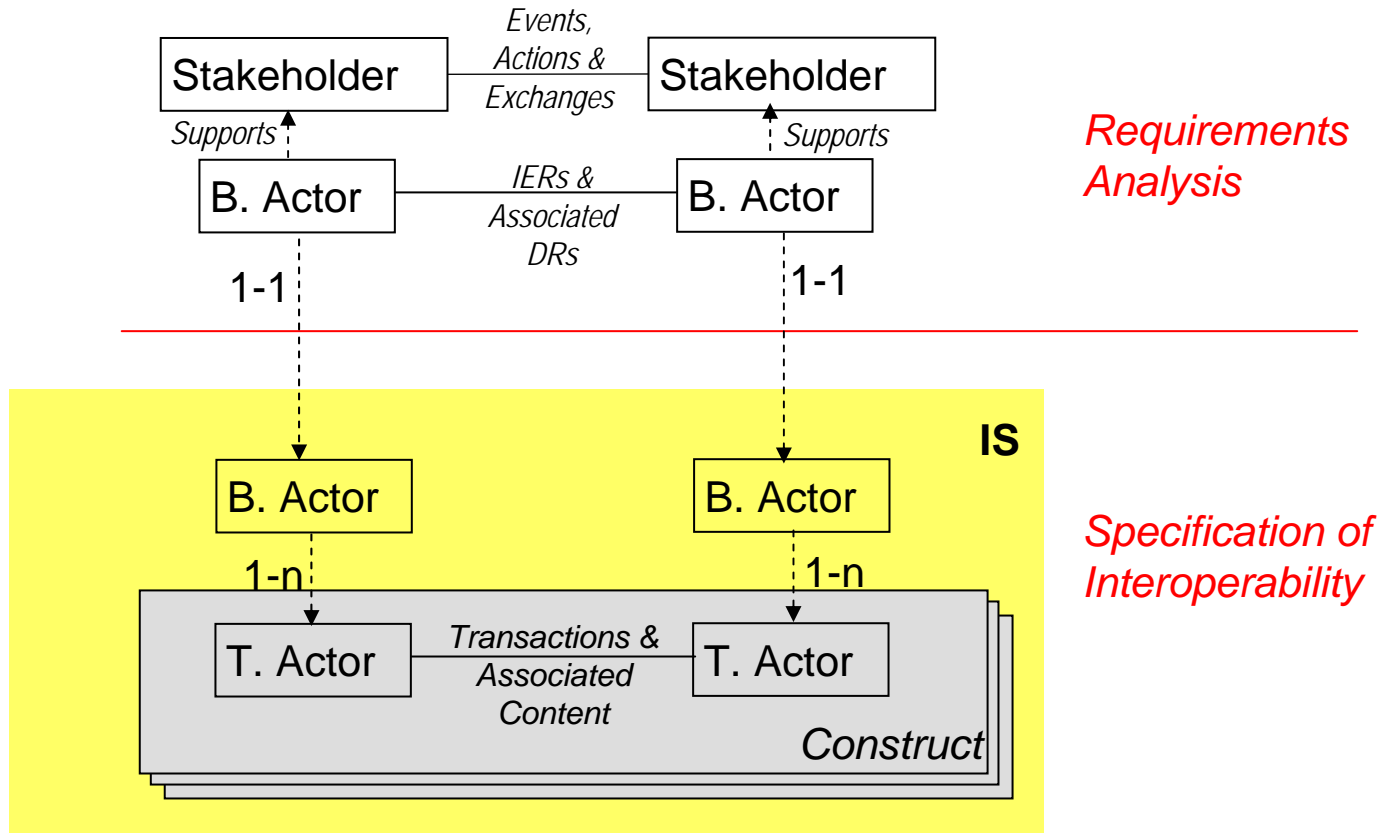 Events,
Actions &
Exchanges
Stakeholder
Stakeholder
Supports
Supports
Requirements
Analysis
B. Actor
IERs &
Associated
DRs
B. Actor
1-1
1-1
IS
B. Actor
B. Actor
Specification of
Interoperability
1-n
1-n
T. Actor
Transactions &
Associated
Content
T. Actor
Construct